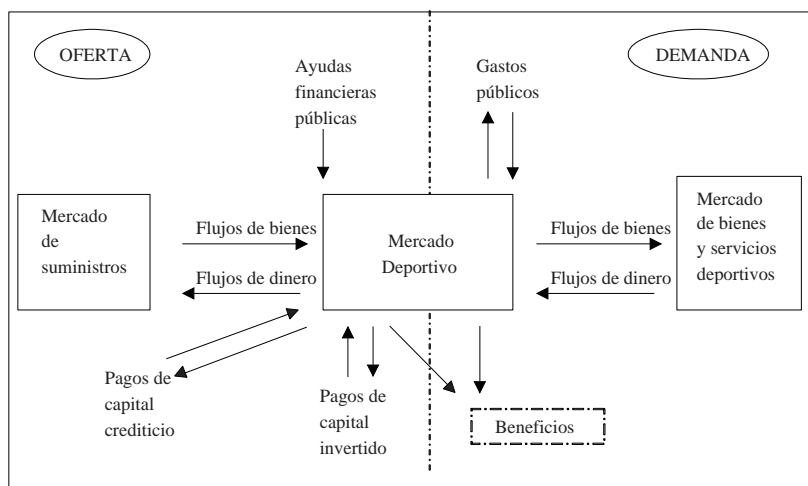 OFERTA
DEMANDA
Ayudas
financieras
públicas
Gastos
públicos
Mercado
de
suministros
Flujos de bienes
Flujos de dinero
Mercado
Deportivo
Flujos de bienes
Flujos de dinero
Mercado
de bienes
y servicios
deportivos
Pagos de
capital
crediticio
Pagos de
capital
invertido
Beneficios